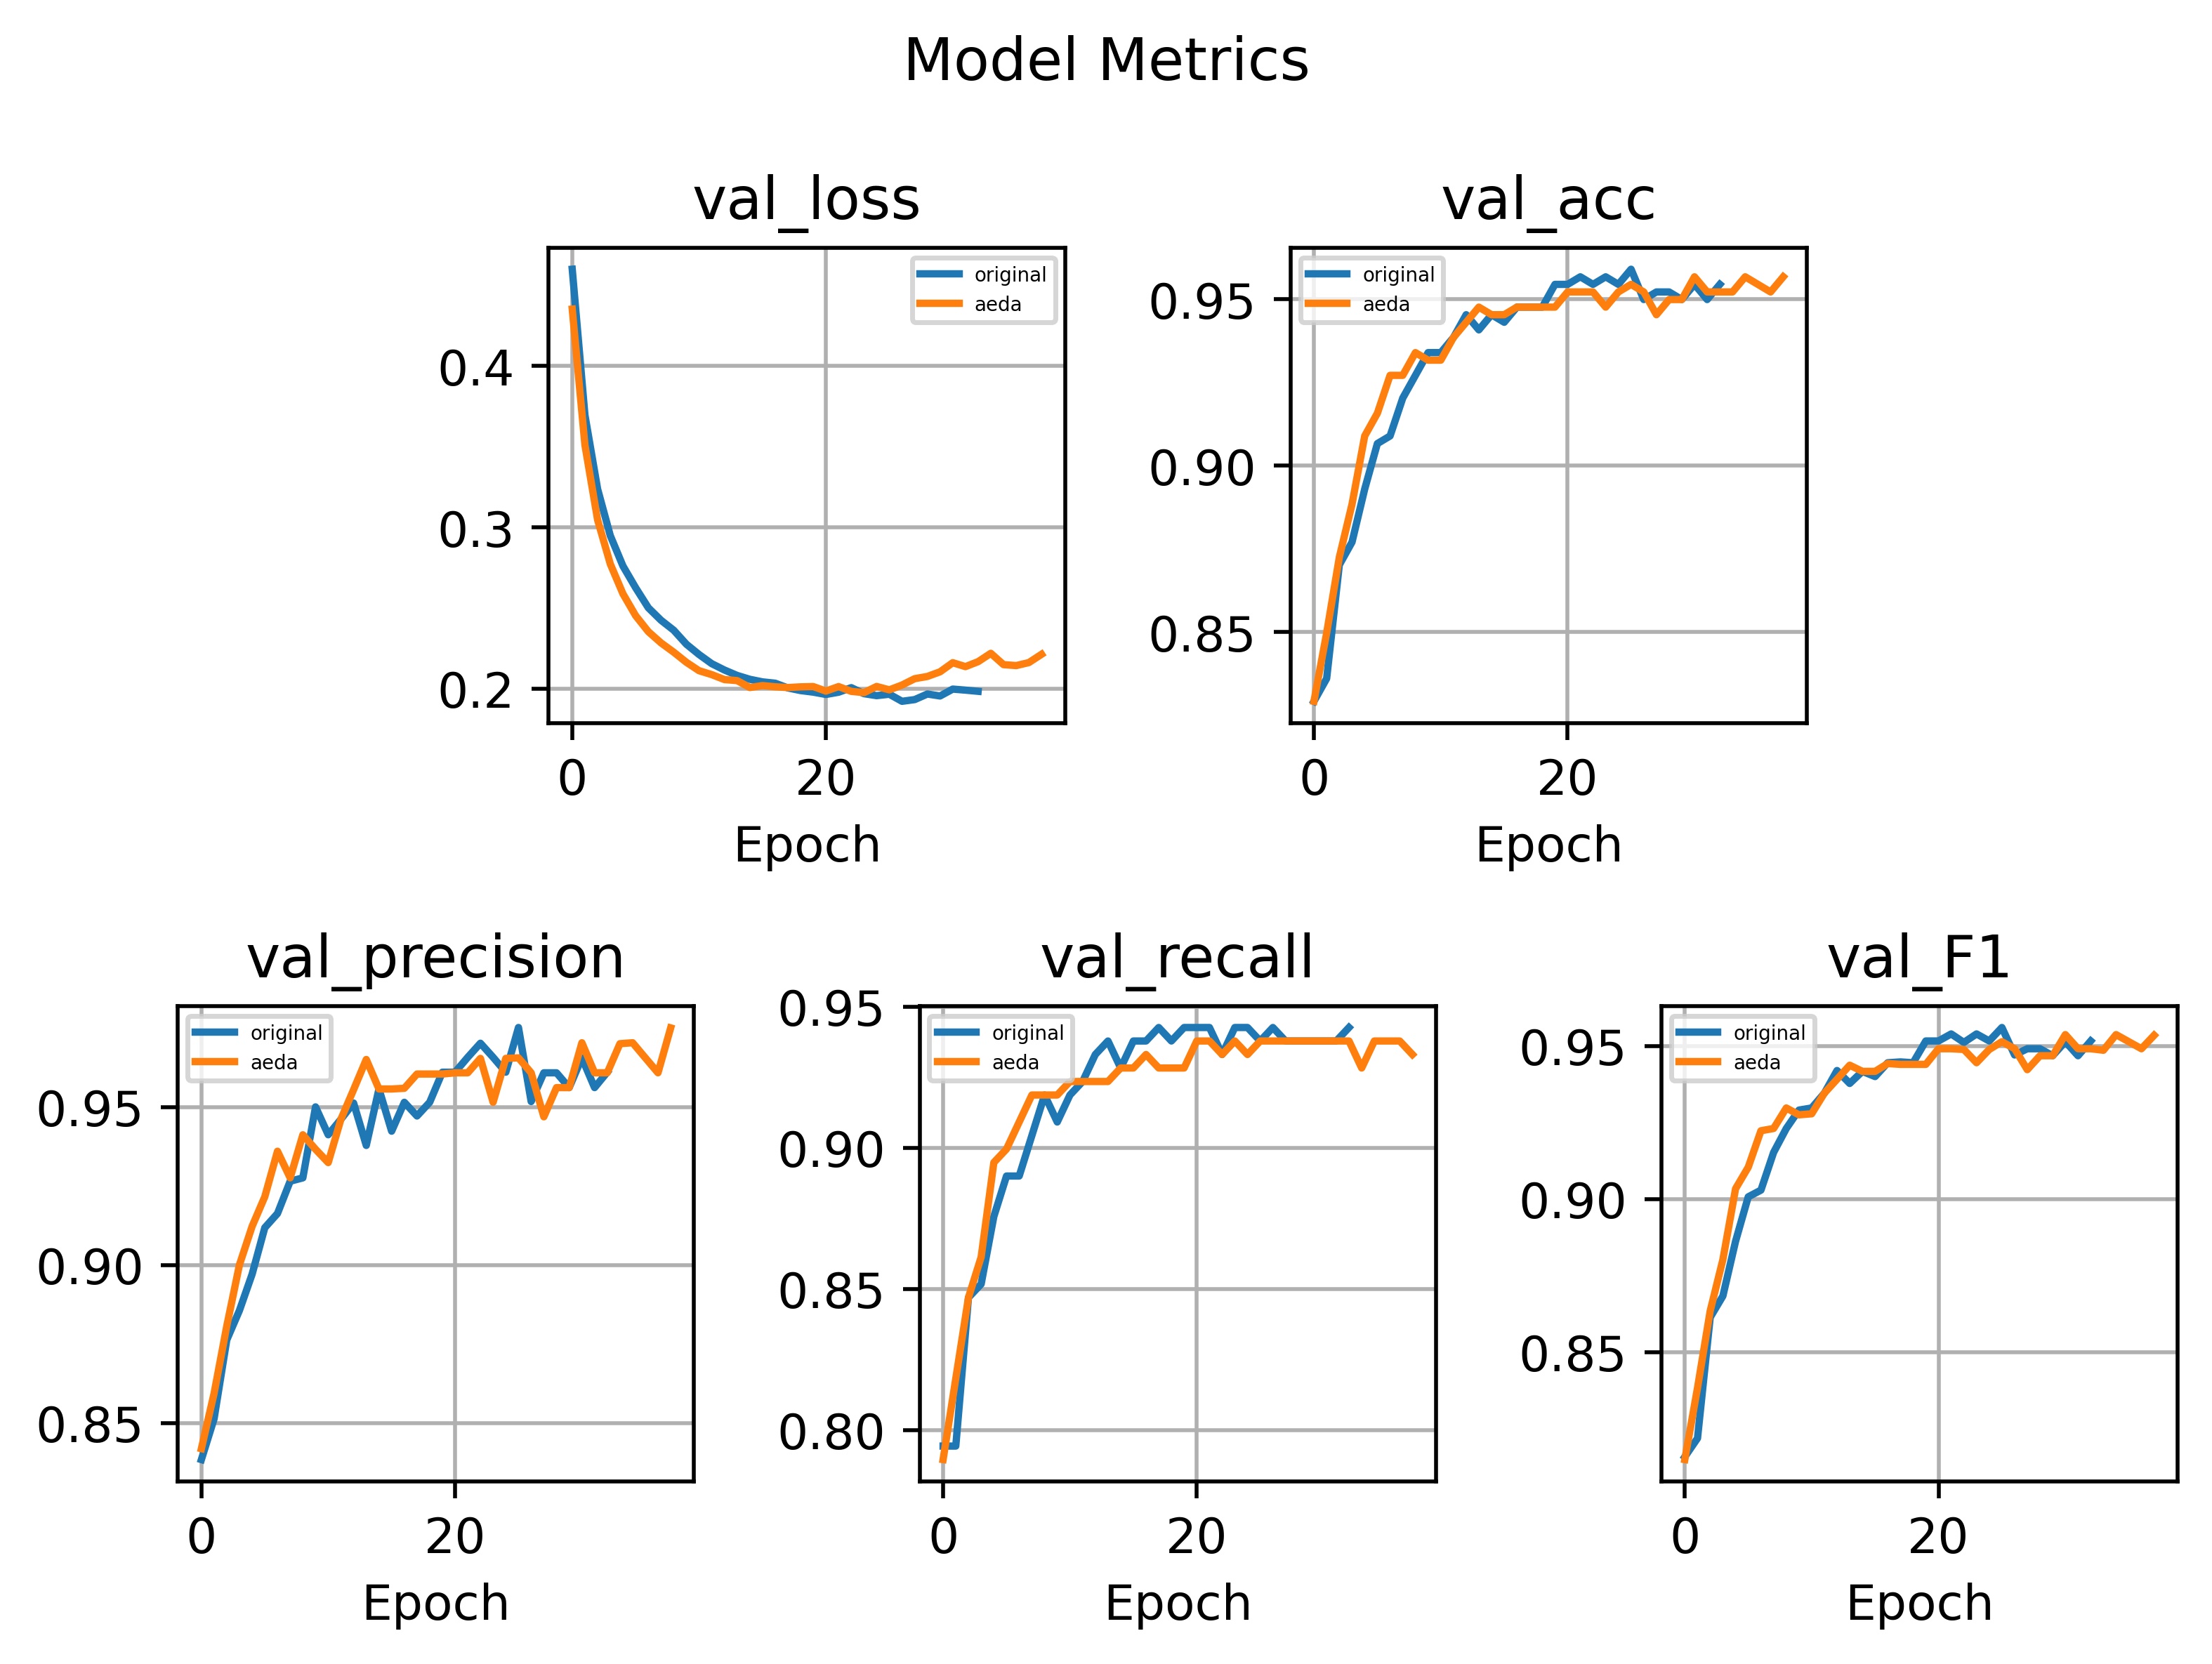 Model Metrics
val_loss
original
aeda
0.4
0.3
0.2
0
20
Epoch
val_acc
original
aeda
0.95
0.90
0.85
0
20
Epoch
val_precision
original
aeda
0.95
0.90
0.85
0
20
Epoch
val_recall
original
aeda
0.95
0.90
0.85
0.80
0
20
Epoch
val_F1
original
aeda
0.95
0.90
0.85
0
20
Epoch